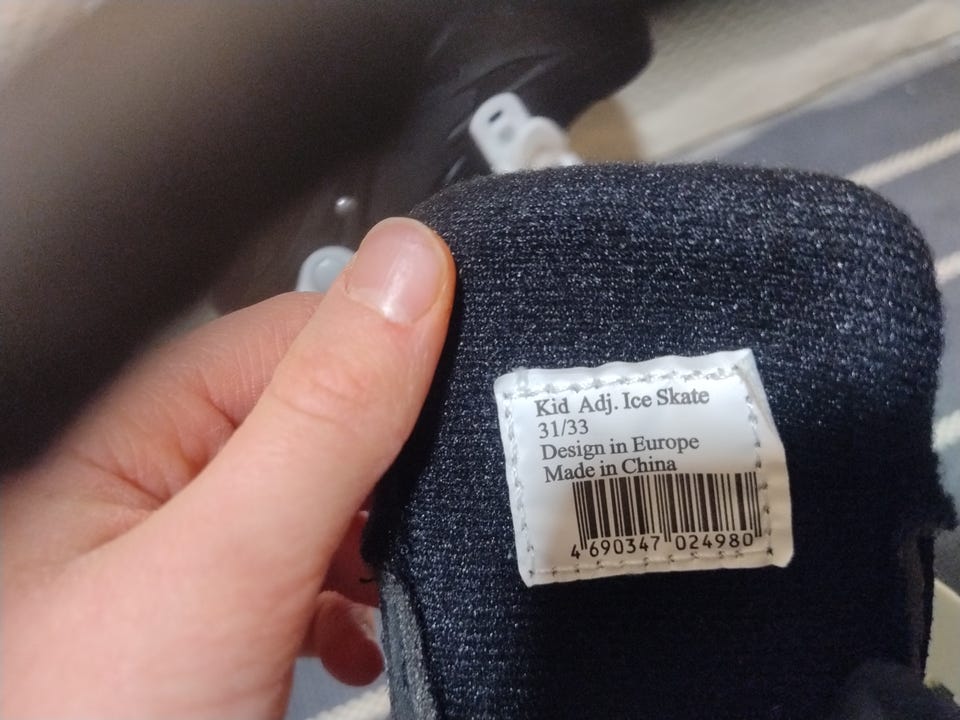 Kid Adj. Ice Skate
31/33
Design in Europe
Made in China
4 690347 024980